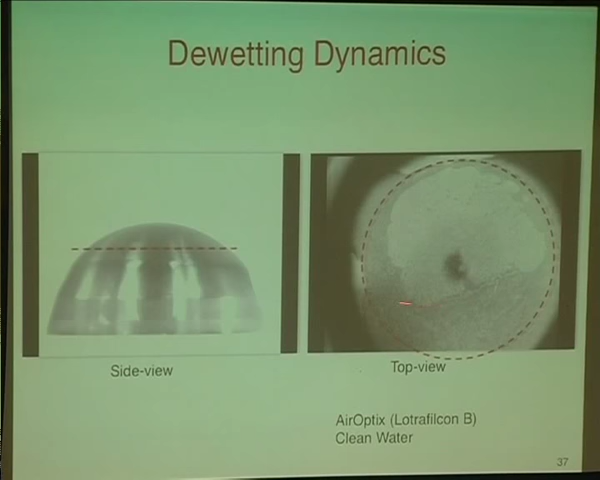 Dewetting Dynamics
Side-view
Top-view
AirOptix (Lotrafilcon B)
Clean Water
37